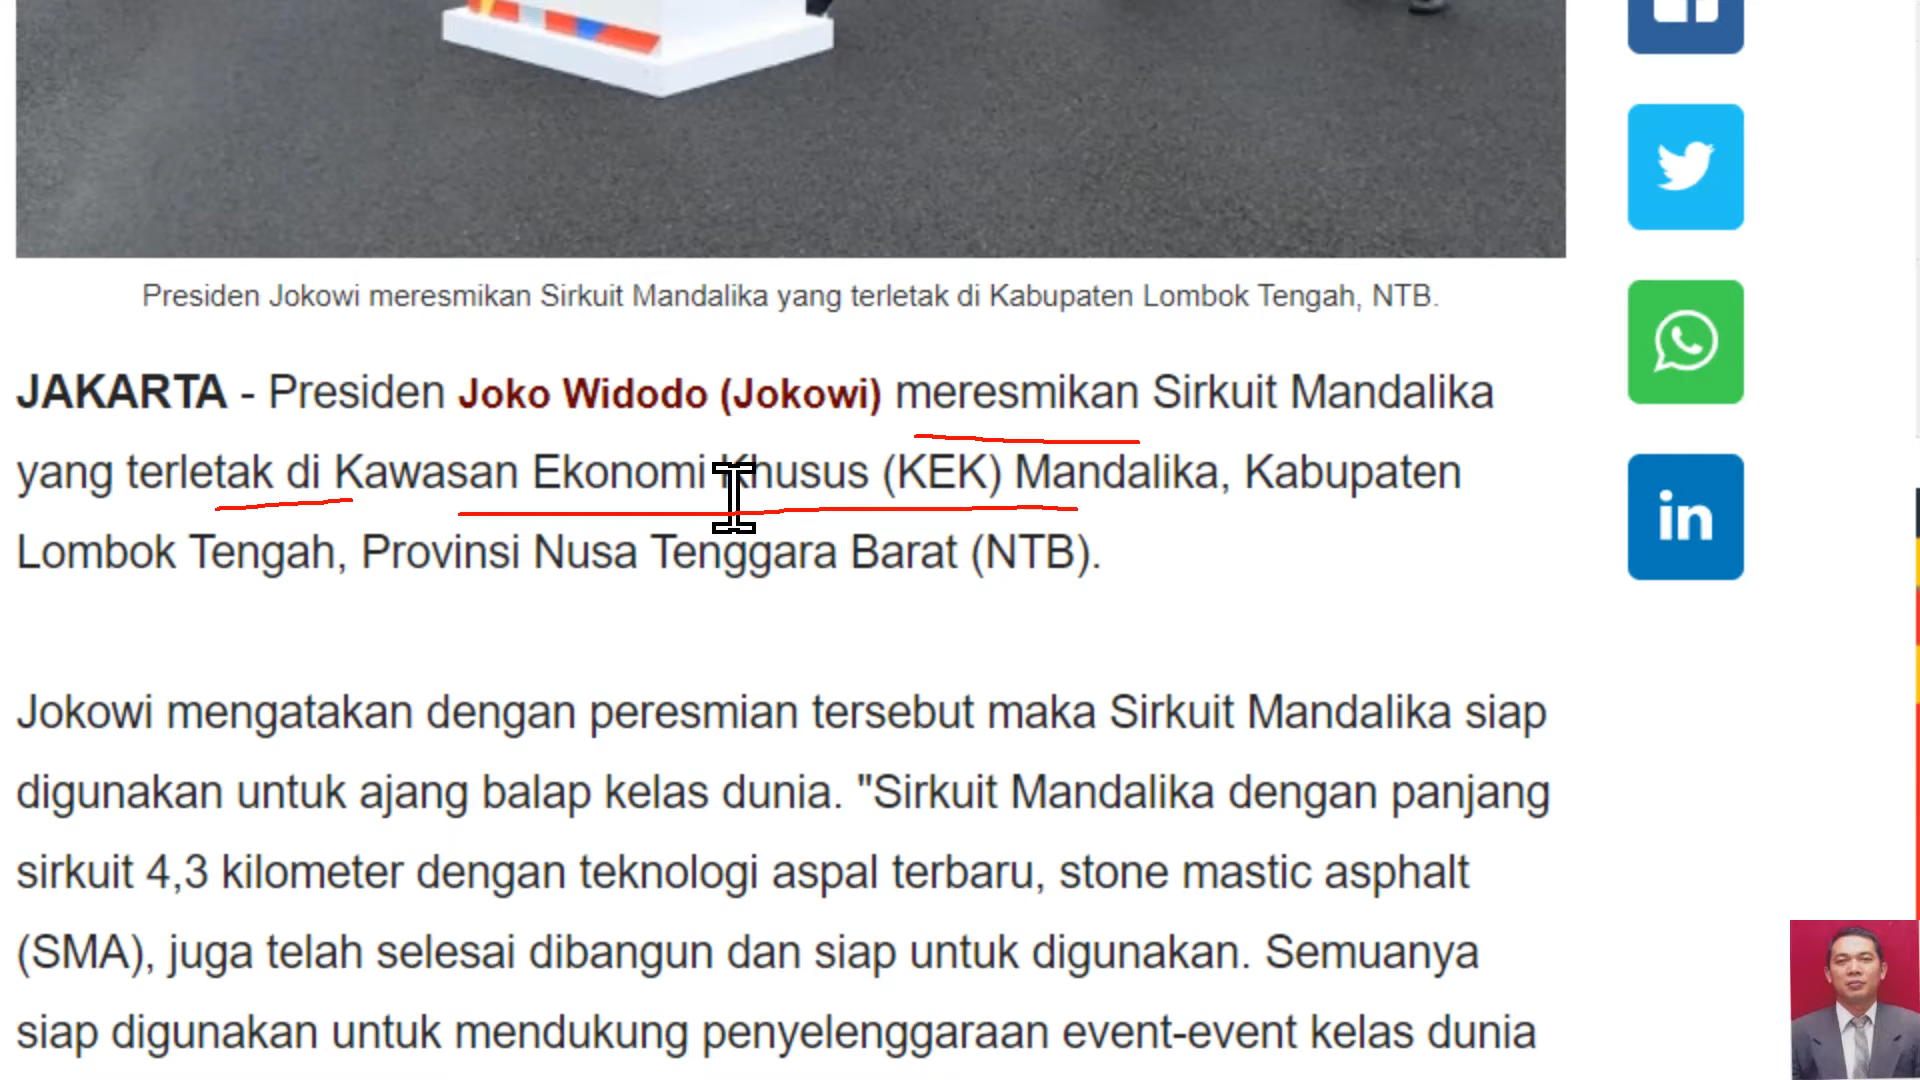 Presiden Jokowi meresmikan Sirkuit Mandalika yang terletak di Kabupaten Lombok Tengah, NTB.
JAKARTA - Presiden Joko Widodo (Jokowi) meresmikan Sirkuit Mandalika
yang terletak di Kawasan Ekonomi Khusus (KEK) Mandalika, Kabupaten
Lombok Tengah, Provinsi Nusa Tenggara Barat (NTB).
Jokowi mengatakan dengan peresmian tersebut maka Sirkuit Mandalika siap
digunakan untuk ajang balap kelas dunia. "Sirkuit Mandalika dengan panjang
sirkuit 4,3 kilometer dengan teknologi aspal terbaru, stone mastic asphalt
(SMA), juga telah selesai dibangun dan siap untuk digunakan. Semuanya
siap digunakan untuk mendukung penyelenggaraan event-event kelas dunia
in